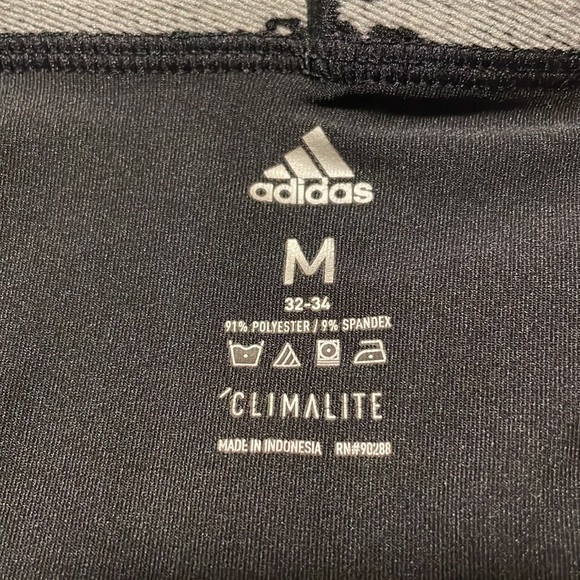 adidas
M
32-34
91% POLYESTER / 9% SPANDEX
CLIMALITE
MADE IN INDONESIA RN#90288